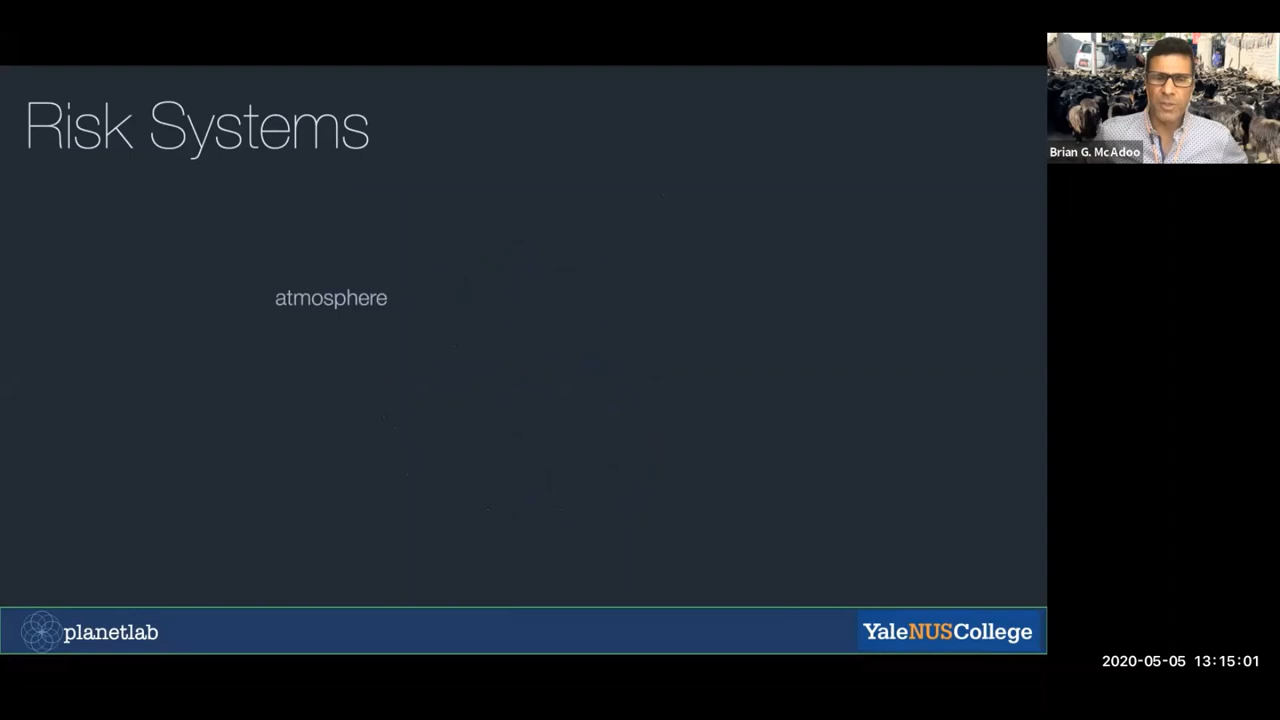 Risk Systems
Brian G. McAdoo
atmosphere
planetlab
YaleNUSCollege
2020-05-05 13:15:01